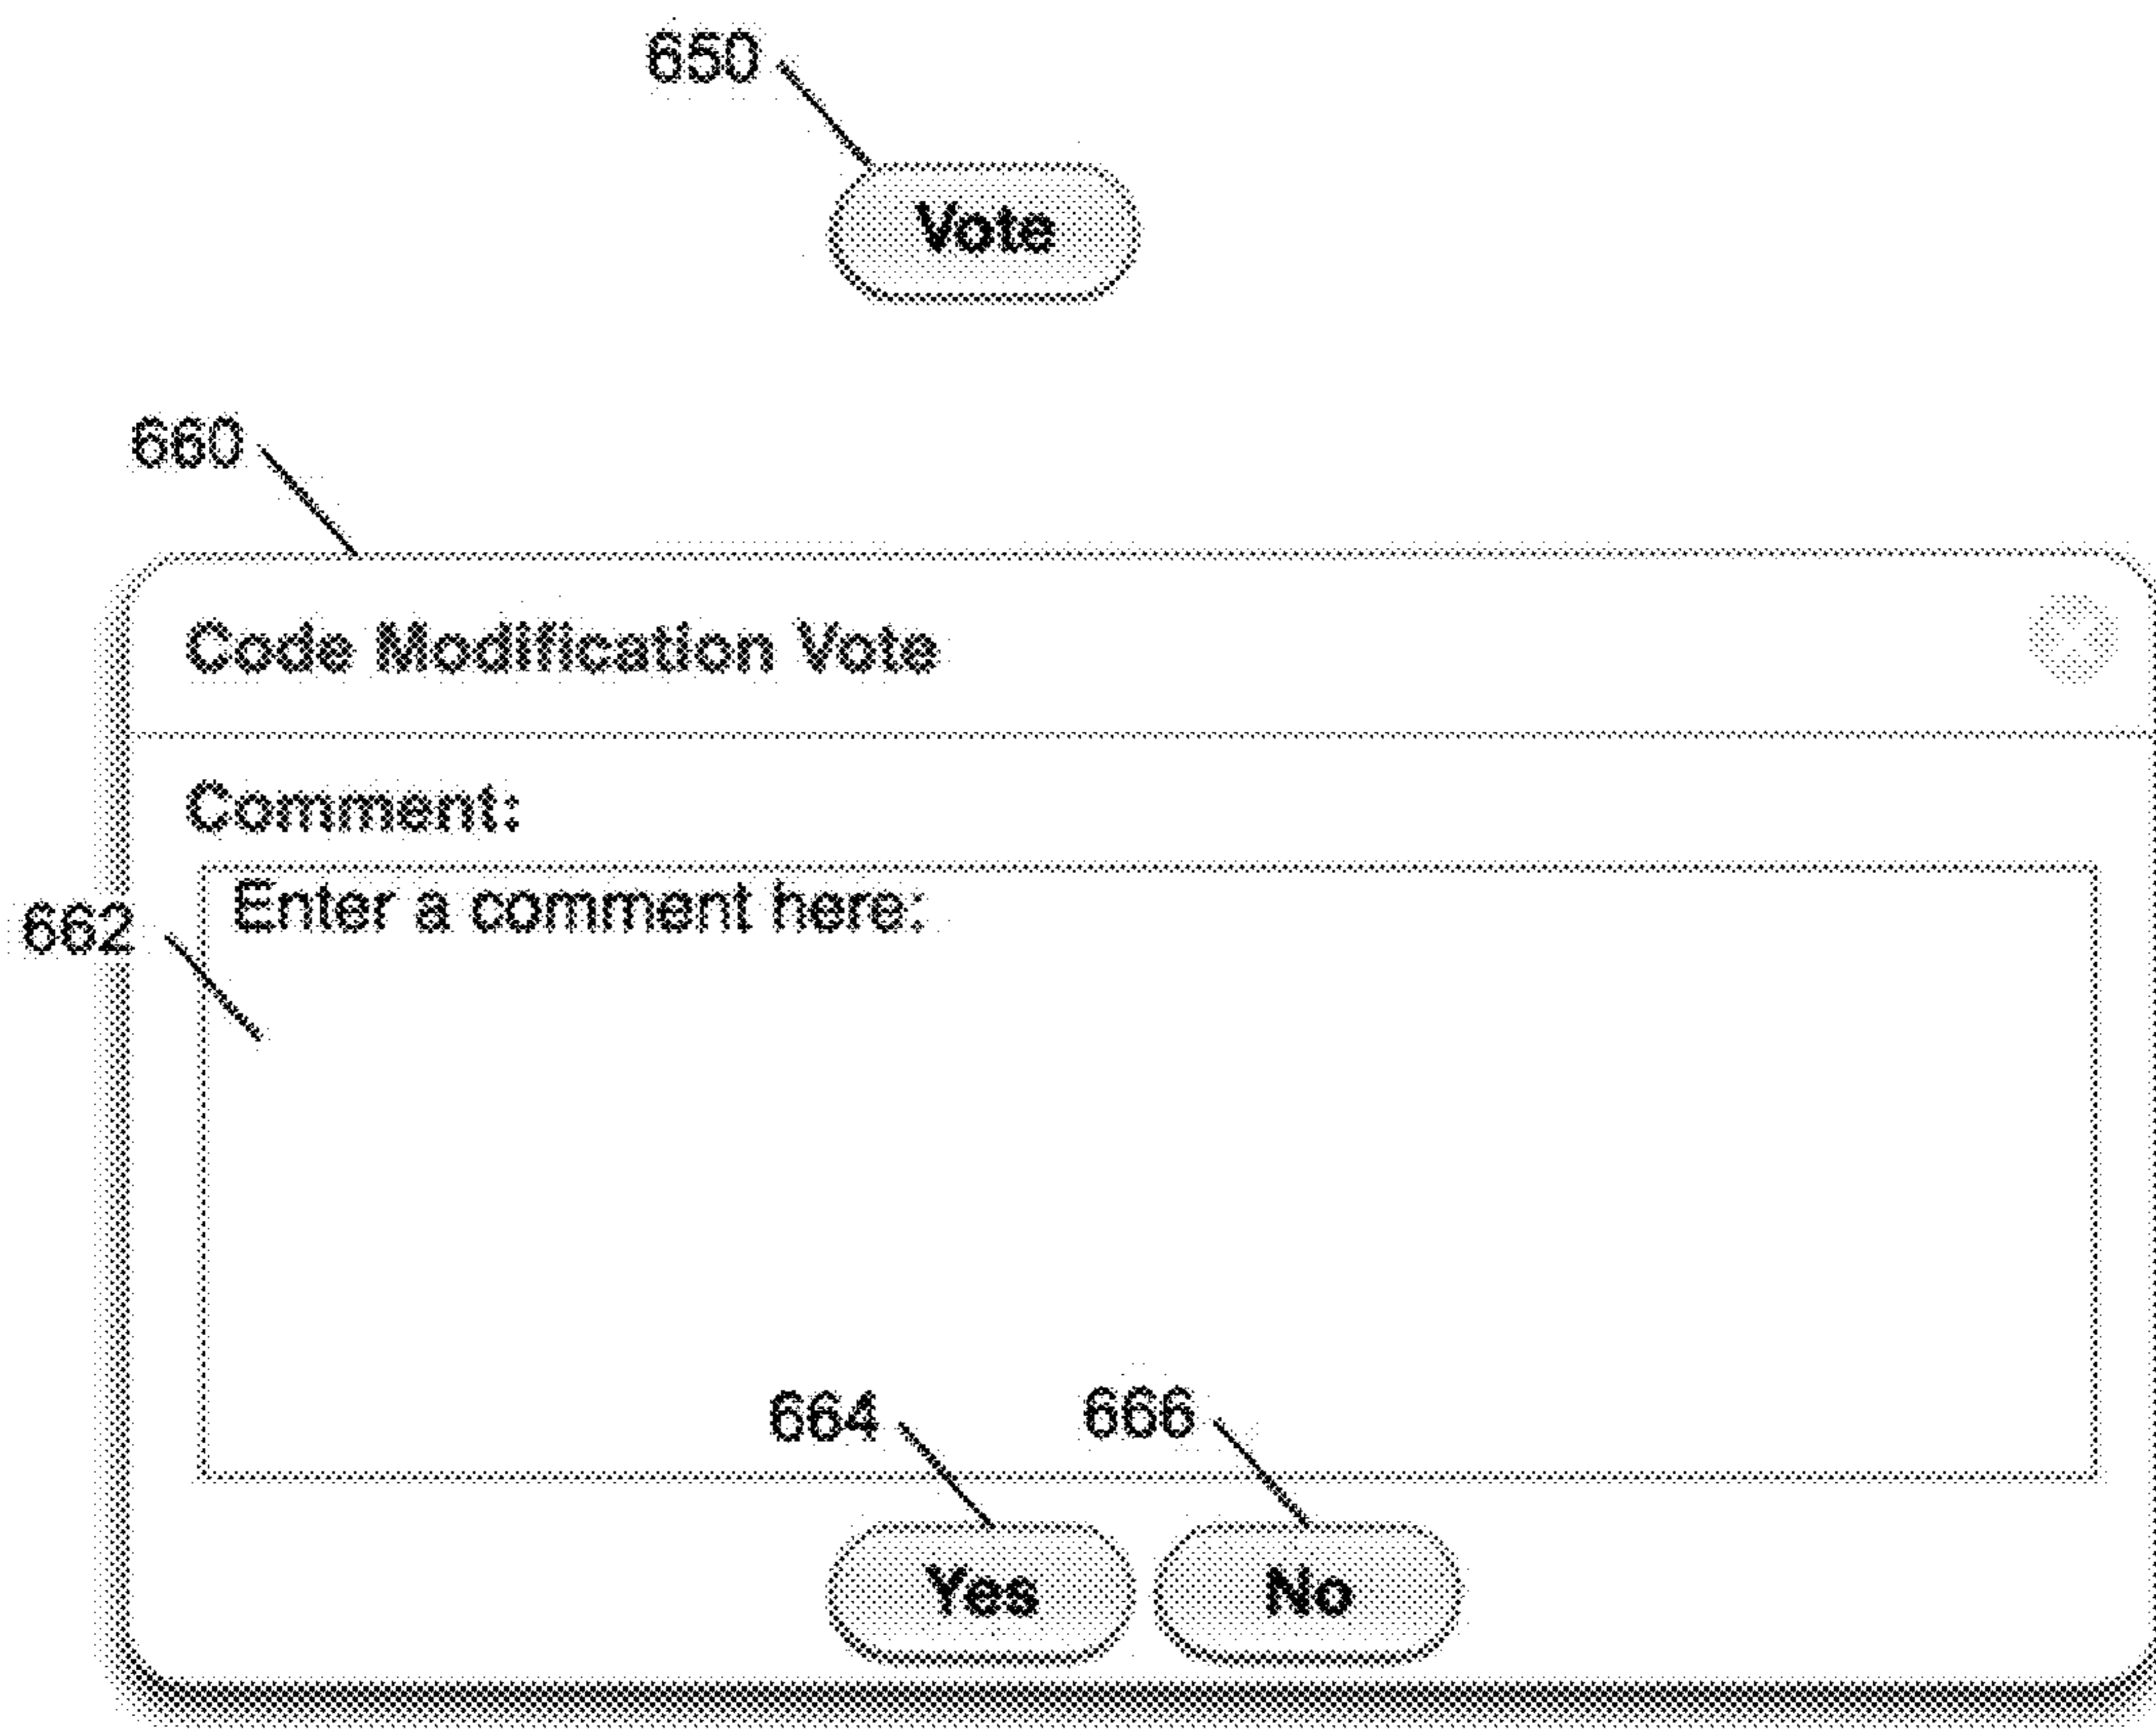 650
Vote
660
Code Modification Vote
Comment:
Enter a comment here:
662
664 666
Yes No